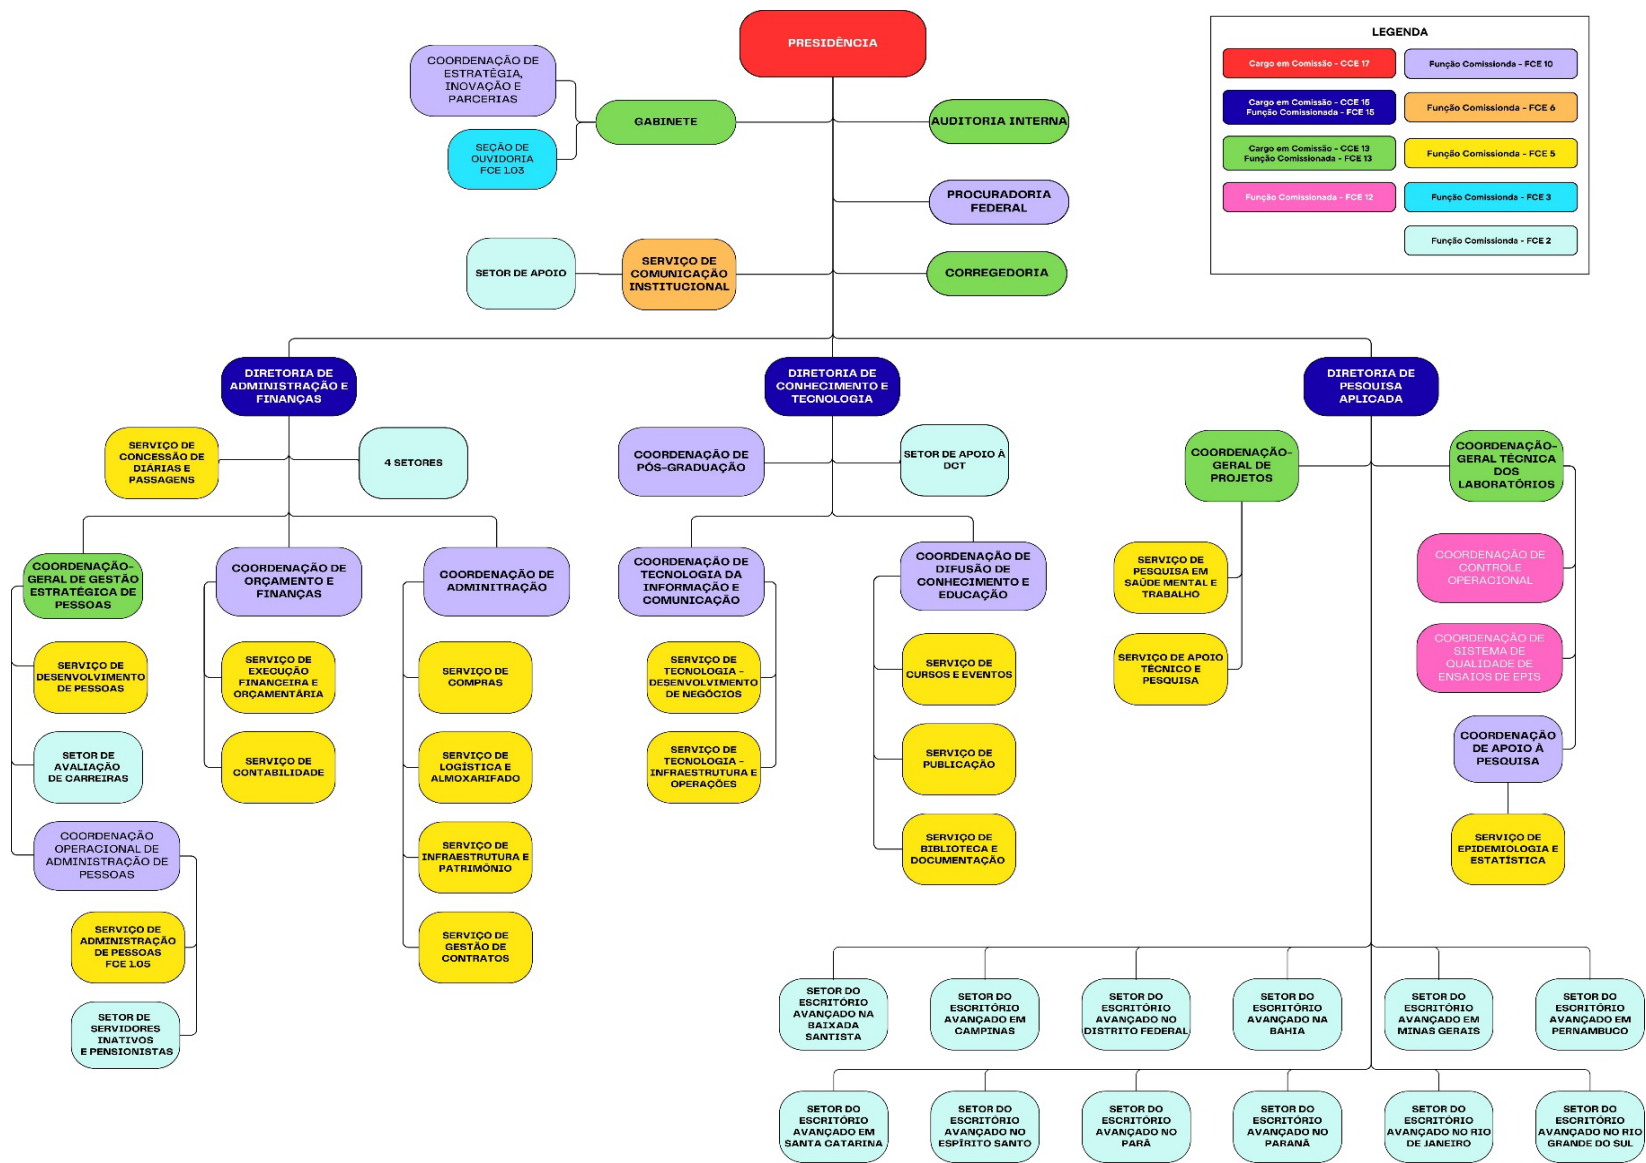 PRESIDÊNCIA
LEGENDA
Cargo em Comissão - CCE 17
Função Comissionda - FCE 10
Cargo em Comissão - CCE 15
Função Comissionada - FCE 15
Função Comissionda - FCE 6
Cargo em Comissão - CCE 13
Função Comissionada - FCE 13
Função Comissionda - FCE 5
Função Comissionada - FCE 12
Função Comissionda - FCE 3
Função Comissionda - FCE 2
COORDENAÇÃO DE
ESTRATÉGIA,
INOVAÇÃO E
PARCERIAS
GABINETE
AUDITORIA INTERNA
SEÇÃO DE
OUVIDORIA
FCE 1.03
PROCURADORIA
FEDERAL
SETOR DE APOIO
SERVIÇO DE
COMUNICAÇÃO
INSTITUCIONAL
CORREGEDORIA
DIRETORIA DE
ADMINISTRAÇÃO E
FINANÇAS
DIRETORIA DE
CONHECIMENTO E
TECNOLOGIA
DIRETORIA DE
PESQUISA
APLICADA
SERVIÇO DE
CONCESSÃO DE
DIÁRIAS E
PASSAGENS
4 SETORES
COORDENAÇÃO DE
PÓS-GRADUAÇÃO
SETOR DE APOIO À
DCT
COORDENAÇÃO-
GERAL DE
PROJETOS
COORDENAÇÃO-
GERAL TÉCNICA
DOS
LABORATÓRIOS
COORDENAÇÃO-
GERAL DE GESTÃO
ESTRATÉGICA DE
PESSOAS
COORDENAÇÃO DE
ORÇAMENTO E
FINANÇAS
COORDENAÇÃO DE
ADMINITRAÇÃO
COORDENAÇÃO DE
TECNOLOGIA DA
INFORMAÇÃO E
COMUNICAÇÃO
COORDENAÇÃO DE
DIFUSÃO DE
CONHECIMENTO E
EDUCAÇÃO
SERVIÇO DE
PESQUISA EM
SAÚDE MENTAL E
TRABALHO
COORDENAÇÃO DE
CONTROLE
OPERACIONAL
SERVIÇO DE
DESENVOLVIMENTO
DE PESSOAS
SERVIÇO DE
EXECUÇÃO
FINANCEIRA E
ORÇAMENTÁRIA
SERVIÇO DE
COMPRAS
SERVIÇO DE
TECNOLOGIA -
DESENVOLVIMENTO
DE NEGÓCIOS
SERVIÇO DE
CURSOS E EVENTOS
SERVIÇO DE APOIO
TÉCNICO E
PESQUISA
COORDENAÇÃO DE
SISTEMA DE
QUALIDADE DE
ENSAIOS DE EPIS
SETOR DE
AVALIAÇÃO
DE CARREIRAS
SERVIÇO DE
CONTABILIDADE
SERVIÇO DE
LOGÍSTICA E
ALMOXARIFADO
SERVIÇO DE
TECNOLOGIA -
INFRAESTRUTURA E
OPERAÇÕES
SERVIÇO DE
PUBLICAÇÃO
COORDENAÇÃO
DE APOIO À
PESQUISA
COORDENAÇÃO
OPERACIONAL DE
ADMINISTRAÇÃO DE
PESSOAS
SERVIÇO DE
INFRAESTRUTURA E
PATRIMÔNIO
SERVIÇO DE
BIBLIOTECA E
DOCUMENTAÇÃO
SERVIÇO DE
EPIDEMIOLOGIA E
ESTATÍSTICA
SERVIÇO DE
ADMINISTRAÇÃO
DE PESSOAS
FCE 1.05
SERVIÇO DE
GESTÃO DE
CONTRATOS
SETOR DE
SERVIDORES
INATIVOS
E PENSIONISTAS
SETOR DO
ESCRITÓRIO
AVANÇADO NA
BAIXADA
SANTISTA
SETOR DO
ESCRITÓRIO
AVANÇADO EM
CAMPINAS
SETOR DO
ESCRITÓRIO
AVANÇADO NO
DISTRITO FEDERAL
SETOR DO
ESCRITÓRIO
AVANÇADO NA
BAHIA
SETOR DO
ESCRITÓRIO
AVANÇADO EM
MINAS GERAIS
SETOR DO
ESCRITÓRIO
AVANÇADO EM
PERNAMBUCO
SETOR DO
ESCRITÓRIO
AVANÇADO EM
SANTA CATARINA
SETOR DO
ESCRITÓRIO
AVANÇADO NO
ESPÍRITO SANTO
SETOR DO
ESCRITÓRIO
AVANÇADO NO
PARÁ
SETOR DO
ESCRITÓRIO
AVANÇADO NO
PARANÁ
SETOR DO
ESCRITÓRIO
AVANÇADO NO RIO
DE JANEIRO
SETOR DO
ESCRITÓRIO
AVANÇADO NO RIO
GRANDE DO SUL